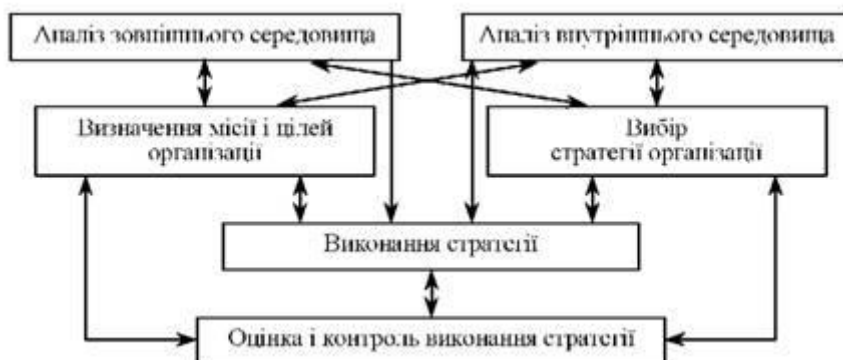 Аналіз зовнішнього середовища
Аналіз внутрішнього середовища
Визначення місії і цілей
організації
Вибір
стратегії організації
Виконання стратегії
Оцінка і контроль виконання стратегії